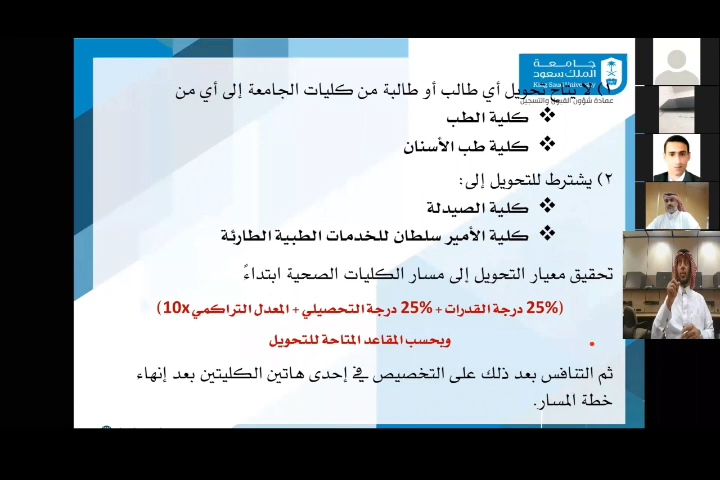 جامعة
الملك سعود
King Saud University
عمادة شؤون القبول والتسجيل
١) لا يتاح تحويل أي طالب أو طالبة من كليات الجامعة إلى أي من
❖ كلية الطب
❖ كلية طب الأسنان
٢) يشترط للتحويل إلى:
❖ كلية الصيدلة
❖ كلية الأمير سلطان للخدمات الطبية الطارئة
تحقيق معيار التحويل إلى مسار الكليات الصحية ابتداءً
(25% درجة القدرات + 25% درجة التحصيلي + المعدل التراكمي 10x)
وبحسب المقاعد المتاحة للتحويل
ثم التنافس بعد ذلك على التخصيص في إحدى هاتين الكليتين بعد إنهاء
خطة المسار.